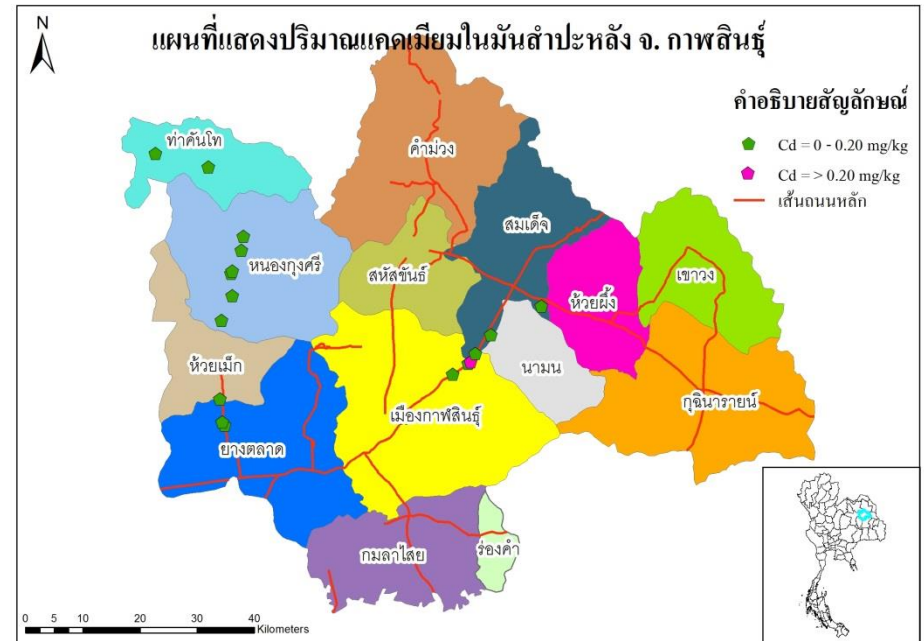 แผนที่แสดงปริมาณแคดเมียมในมันสำปะหลัง จ. กาฬสินธุ์
N
คำอธิบายสัญลักษณ์
Cd = 0 - 0.20 mg/kg
Cd = > 0.20 mg/kg
เส้นถนนหลัก
ท่าคันโท
คำม่วง
สมเด็จ
หนองกุงศรี
สหัสขันธ์
ห้วยผึ้ง
เขาวง
ห้วยเม็ก
นามน
กุฉินารายณ์
เมืองกาฬสินธุ์
ยางตลาด
กมลาไสย
ร่องคำ
0 5 10 20 30 40
Kilometers